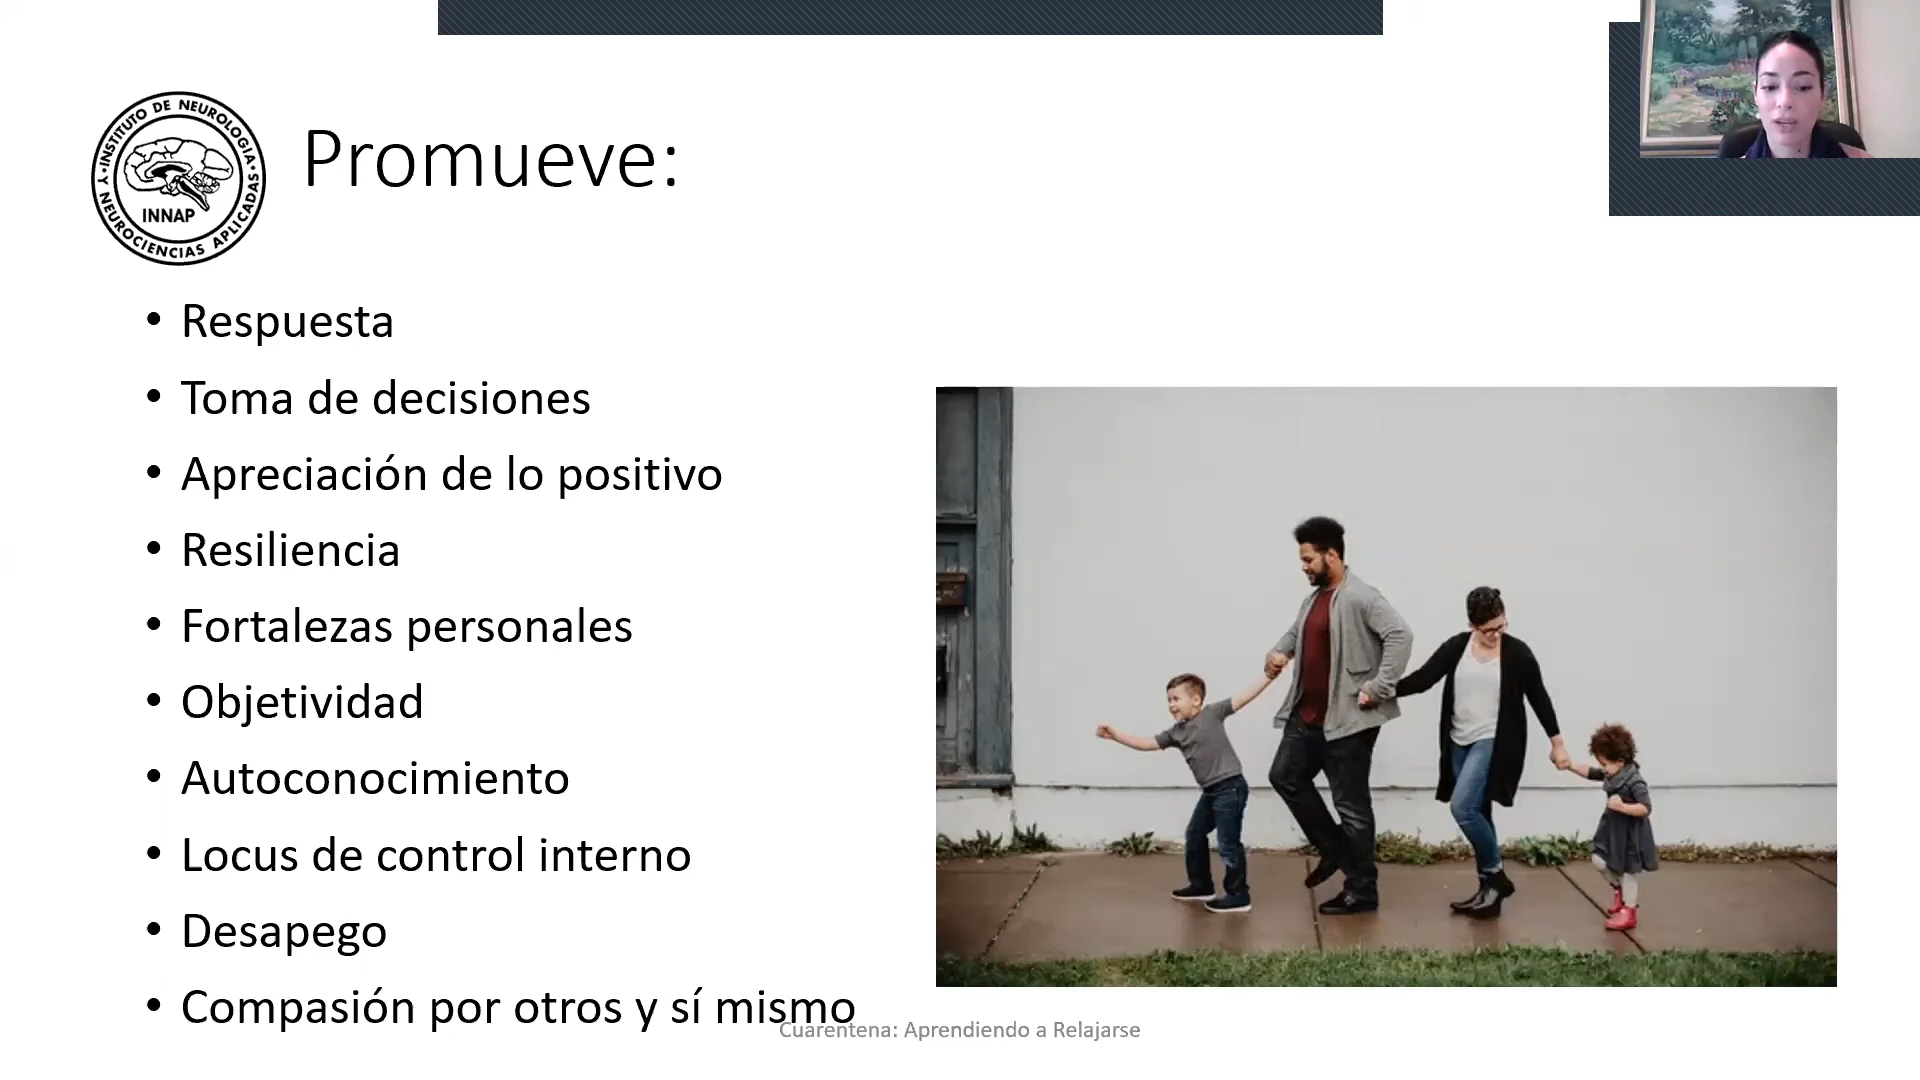 INSTITUTO DE NEUROLOGIA
Y NEUROCIENCIAS APLICADAS
INNAP
Promueve:
• Respuesta
• Toma de decisiones
• Apreciación de lo positivo
• Resiliencia
• Fortalezas personales
• Objetividad
• Autoconocimiento
• Locus de control interno
• Desapego
• Compasión por otros y sí mismo
Cuarentena: Aprendiendo a Relajarse